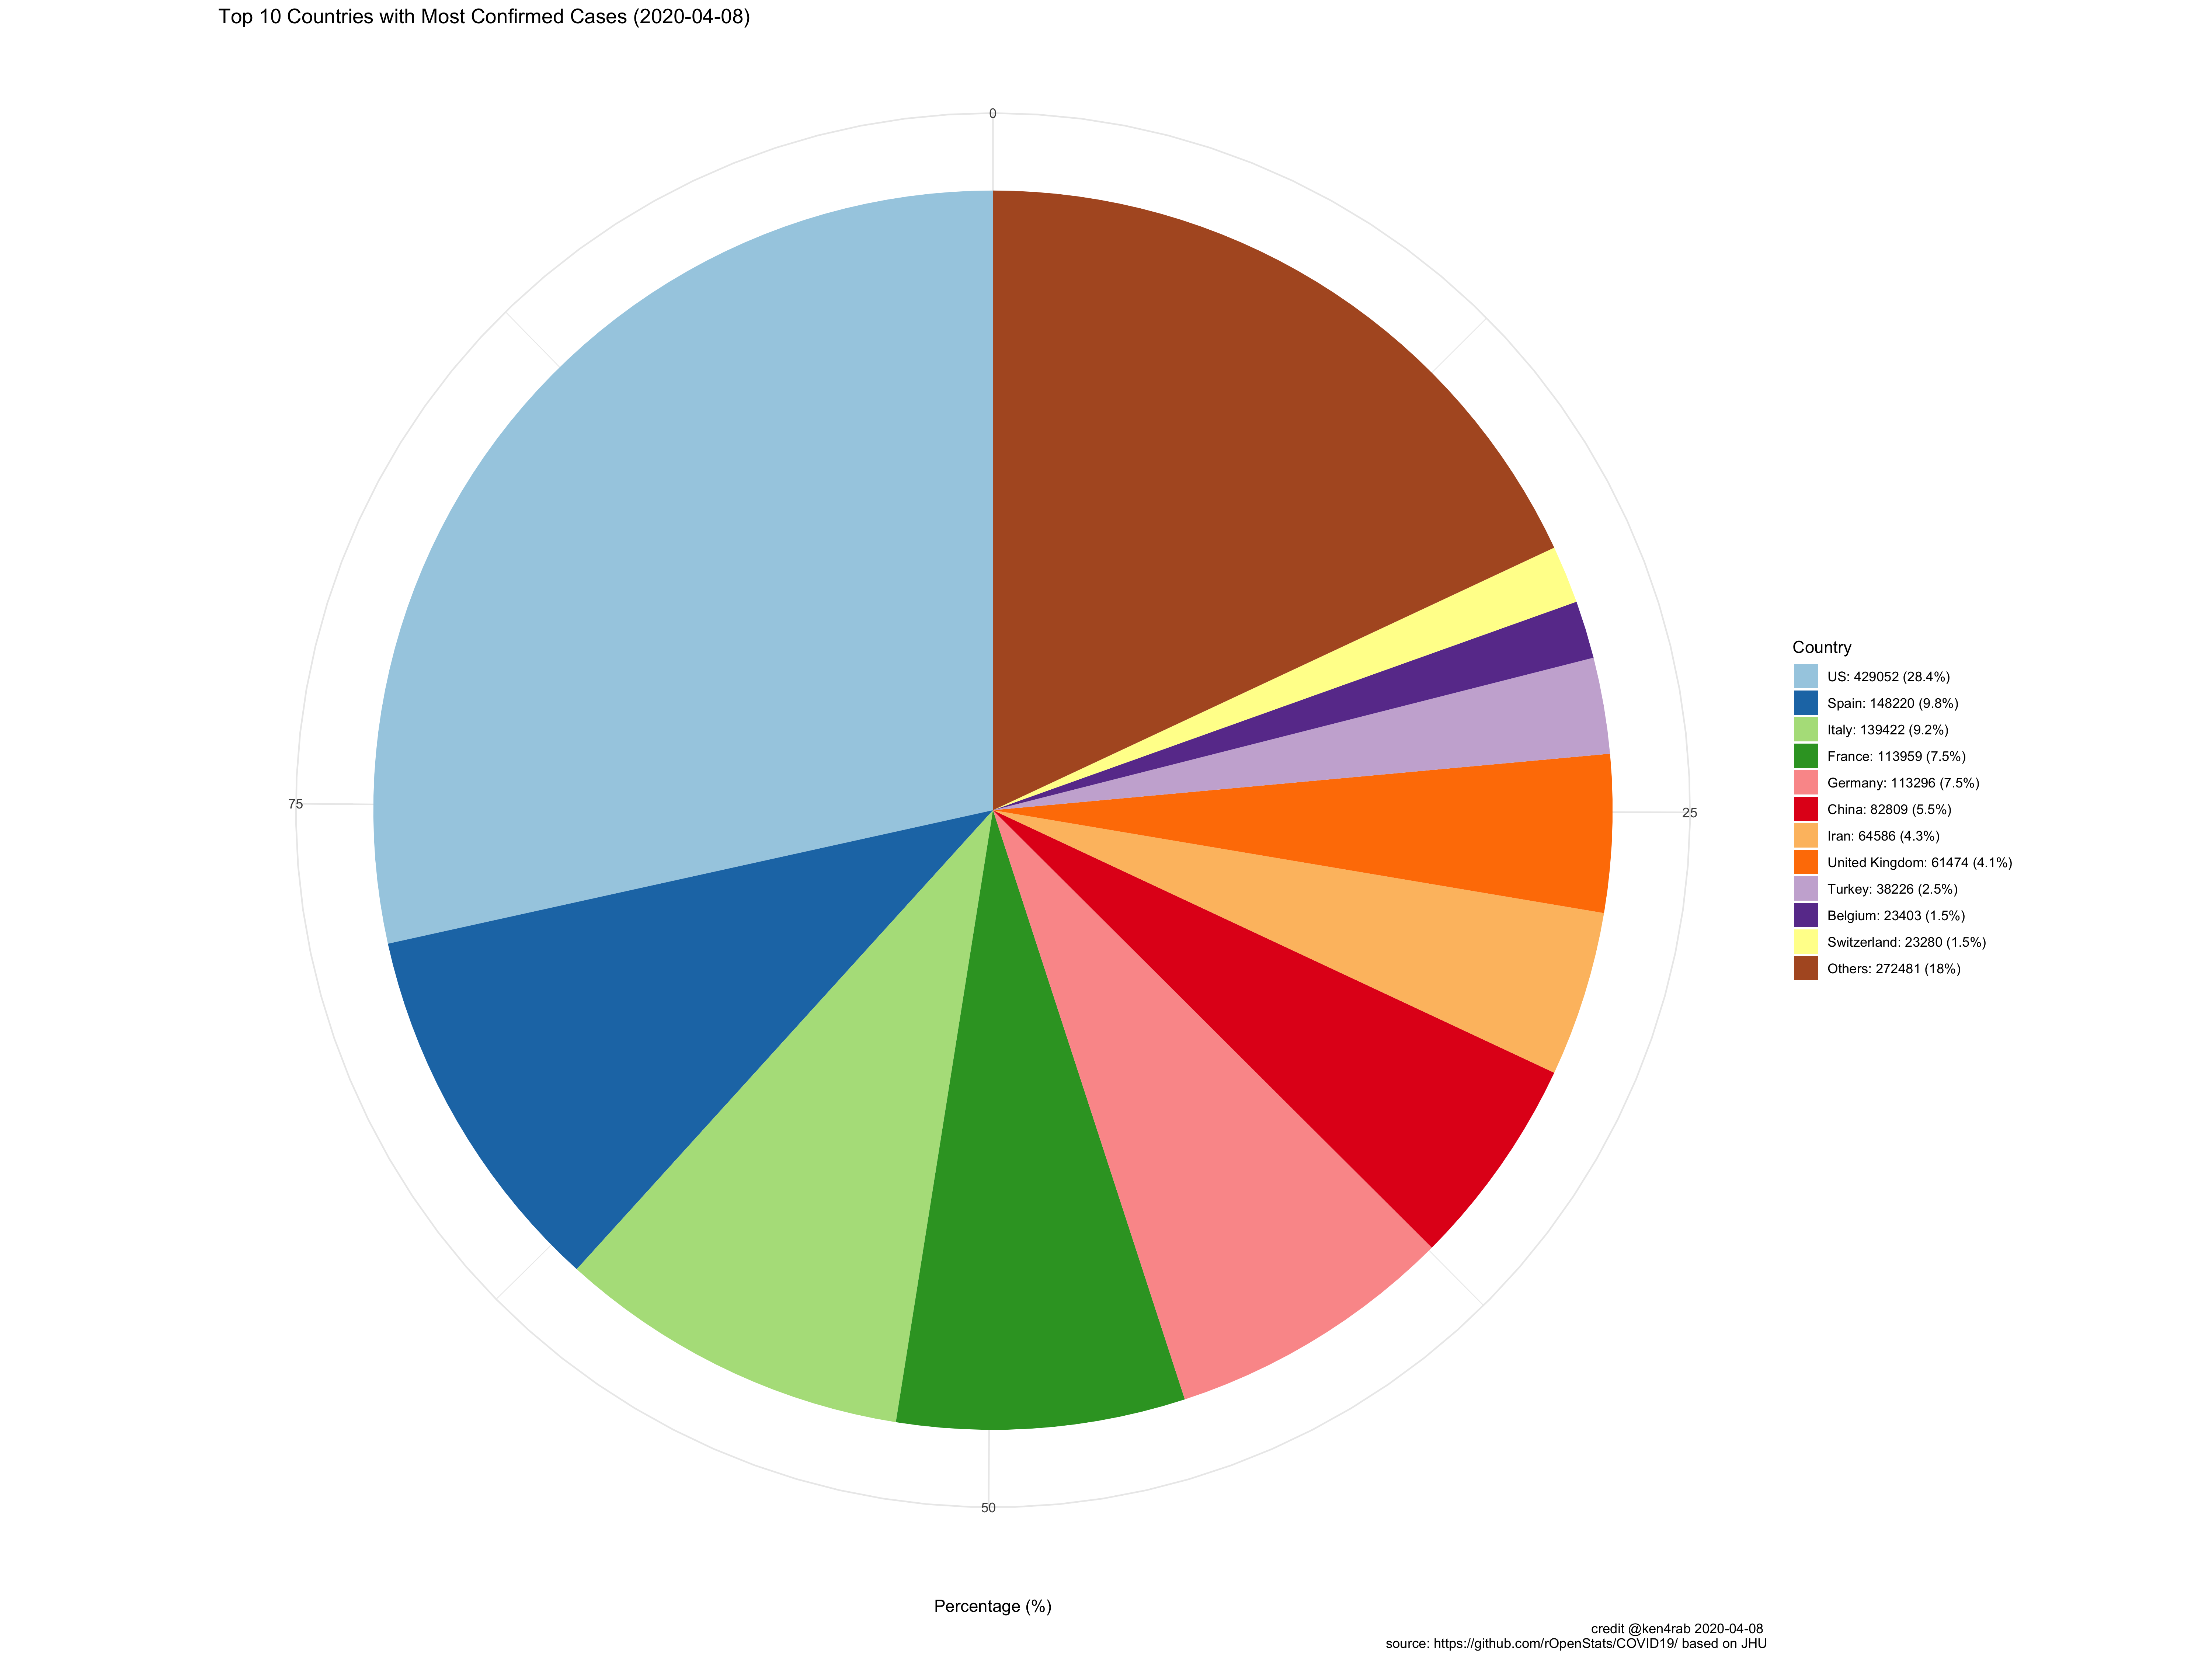 Top 10 Countries with Most Confirmed Cases (2020-04-08)
0
75
25
50
Country
US: 429052 (28.4%)
Spain: 148220 (9.8%)
Italy: 139422 (9.2%)
France: 113959 (7.5%)
Germany: 113296 (7.5%)
China: 82809 (5.5%)
Iran: 64586 (4.3%)
United Kingdom: 61474 (4.1%)
Turkey: 38226 (2.5%)
Belgium: 23403 (1.5%)
Switzerland: 23280 (1.5%)
Others: 272481 (18%)
Percentage (%)
credit @ken4rab 2020-04-08
source: https://github.com/rOpenStats/COVID19/ based on JHU